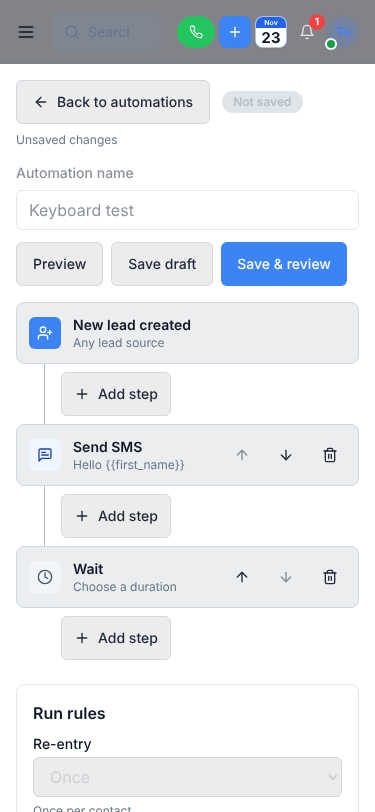 Search
Nov
23
1
Back to automations
Not saved
Unsaved changes
Automation name
Keyboard test
Preview
Save draft
Save & review
New lead created
Any lead source
Add step
Send SMS
Hello {{first_name}}
Add step
Wait
Choose a duration
Add step
Run rules
Re-entry
Once
Once per contact